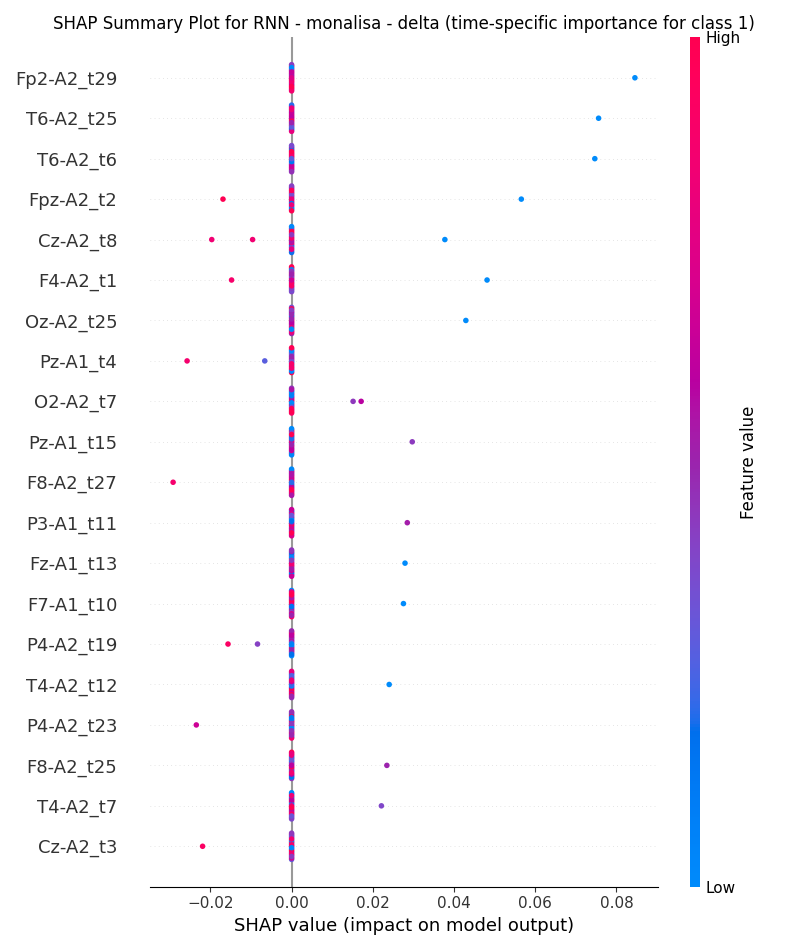 SHAP Summary Plot for RNN - monalisa - delta (time-specific importance for class 1)
High
Fp2-A2_t29
T6-A2_t25
T6-A2_t6
Fpz-A2_t2
Cz-A2_t8
F4-A2_t1
Oz-A2_t25
Pz-A1_t4
O2-A2_t7
Pz-A1_t15
F8-A2_t27
P3-A1_t11
Fz-A1_t13
F7-A1_t10
P4-A2_t19
T4-A2_t12
P4-A2_t23
F8-A2_t25
T4-A2_t7
Cz-A2_t3
Feature value
Low
−0.02 0.00 0.02 0.04 0.06 0.08
SHAP value (impact on model output)